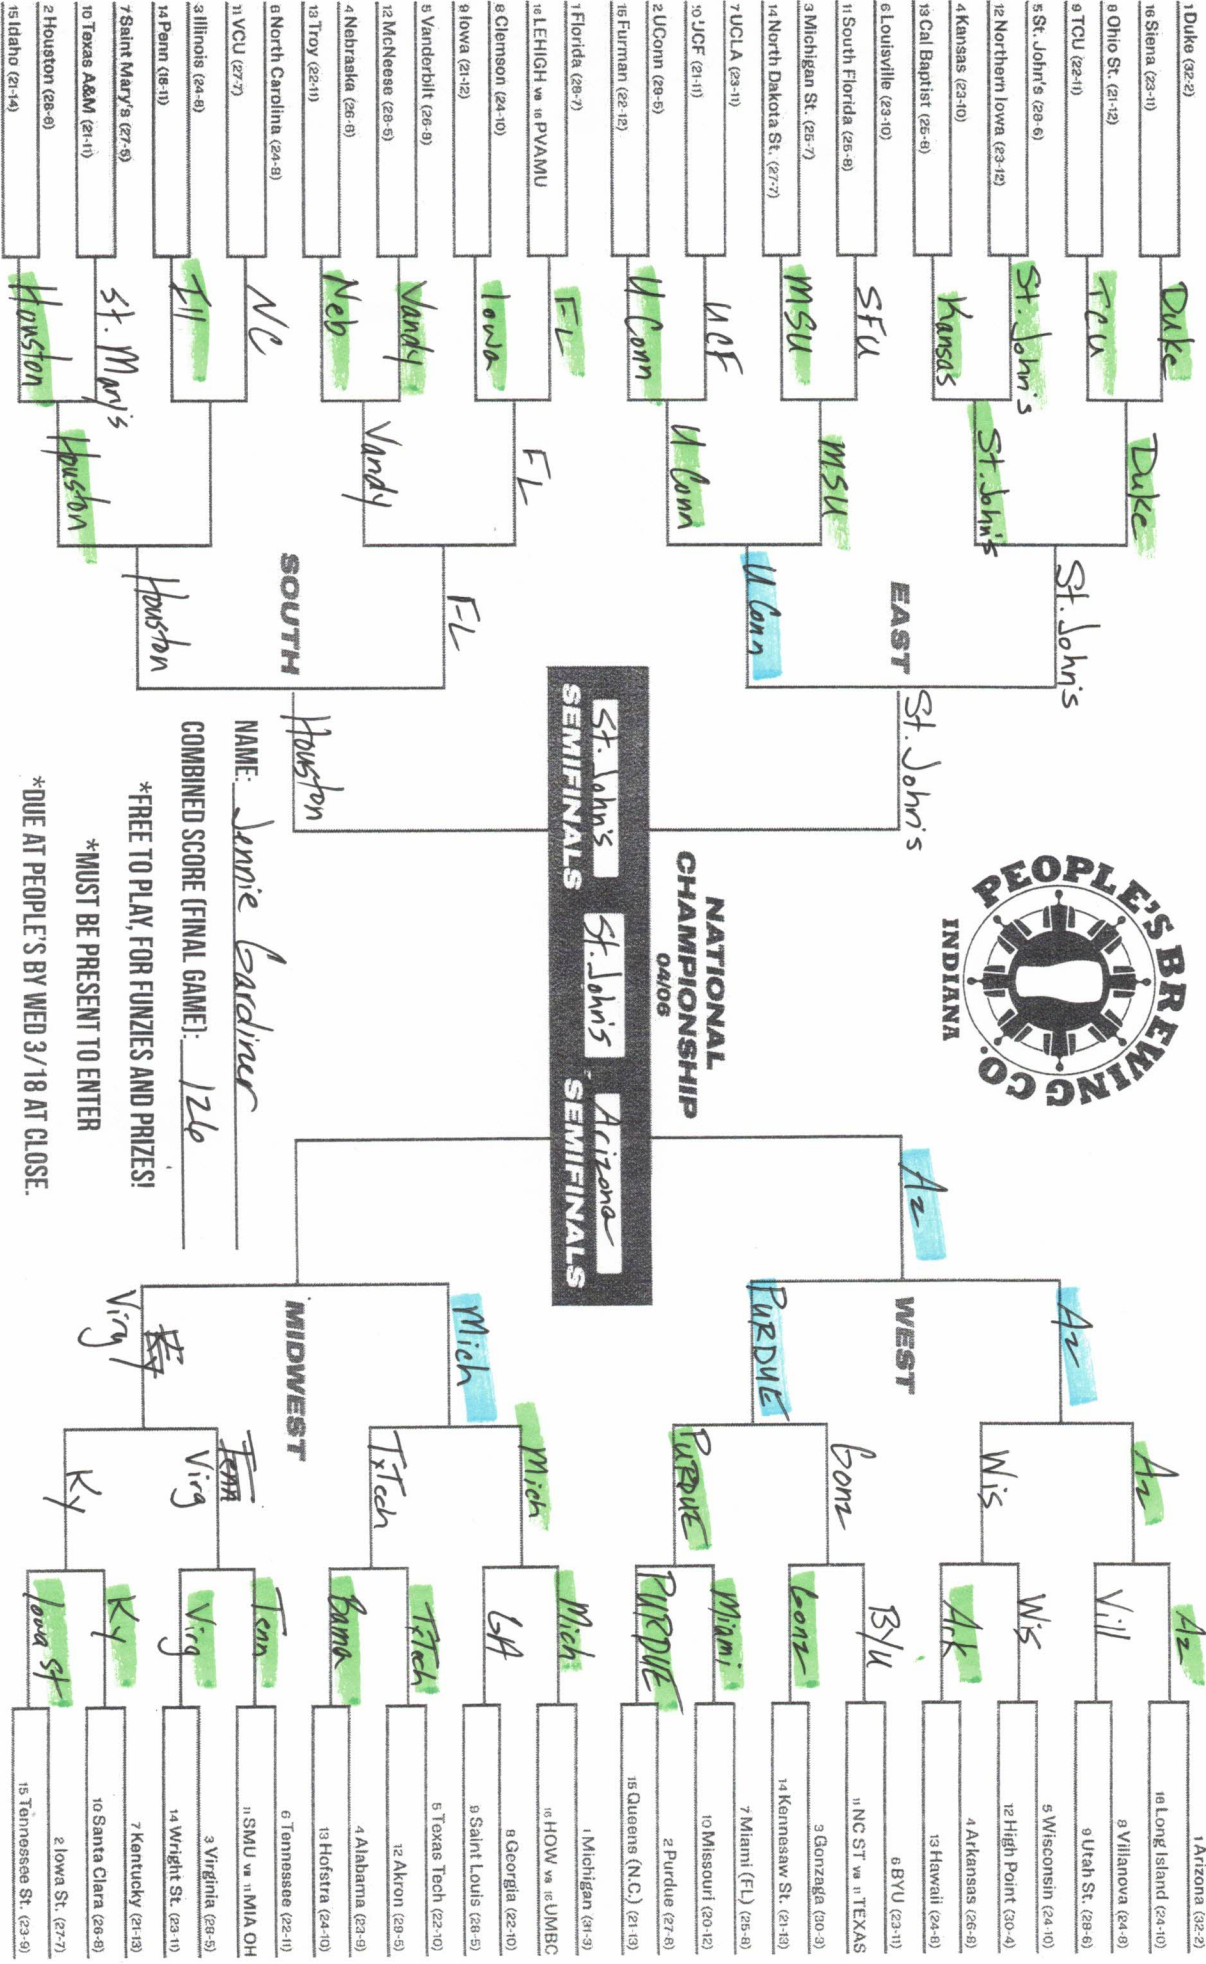 1 Duke (32-2)
16 Siena (23-11)
8 Ohio St. (21-12)
9 TCU (22-11)
5 St. John's (28-6)
12 Northern Iowa (23-12)
4 Kansas (23-10)
13 Cal Baptist (25-8)
6 Louisville (23-10)
11 South Florida (25-8)
3 Michigan St. (25-7)
14 North Dakota St. (27-7)
7 UCLA (23-11)
10 UCF (21-11)
2 UConn (29-5)
15 Furman (22-12)
1 Florida (26-7)
16 LEHIGH vs 16 PVAMU
8 Clemson (24-10)
9 Iowa (21-12)
5 Vanderbilt (26-8)
12 McNeese (28-5)
4 Nebraska (26-6)
13 Troy (22-11)
6 North Carolina (24-8)
11 VCU (27-7)
3 Illinois (24-8)
14 Penn (18-11)
7 Saint Mary's (27-5)
10 Texas A&M (21-11)
2 Houston (28-6)
15 Idaho (21-14)
Duke
TCU
St. John's
Kansas
SFU
MSU
UCF
U Conn
FL
Iowa
Vandy
Neb
NC
Ill
St. Mary's
Houston
Duke
St. John's
MSU
U Conn
FL
Vandy
Houston
St. John's
U Conn
FL
Houston
EAST
SOUTH
St. John's
Houston
PEOPLE'S BREWING CO.
INDIANA
NATIONAL
CHAMPIONSHIP
04/06
St. John's
St. John's
Arizona
SEMIFINALS
SEMIFINALS
NAME: Jennie Gardiner
COMBINED SCORE (FINAL GAME): 126
*FREE TO PLAY, FOR FUNZIES AND PRIZES!
*MUST BE PRESENT TO ENTER
*DUE AT PEOPLE'S BY WED 3/18 AT CLOSE.
Az
WEST
MIDWEST
Az
PURDUE
Mich
Ky
Virg
Az
Wis
Gonz
PURDUE
Mich
TxTech
Tenn
Virg
Ky
Az
Vill
Wis
Ark
BYU
Gonz
Miami
PURDUE
Mich
GA
TxTech
Bama
Tenn
Virg
Ky
Iowa St
1 Arizona (32-2)
16 Long Island (24-10)
8 Villanova (24-8)
9 Utah St. (28-6)
5 Wisconsin (24-10)
12 High Point (30-4)
4 Arkansas (26-8)
13 Hawaii (24-8)
6 BYU (23-11)
11 NC ST vs 11 TEXAS
3 Gonzaga (30-3)
14 Kennesaw St. (21-13)
7 Miami (FL) (25-8)
10 Missouri (20-12)
2 Purdue (27-8)
15 Queens (N.C.) (21-13)
1 Michigan (31-3)
16 HOW vs 16 UMBC
8 Georgia (22-10)
9 Saint Louis (28-5)
5 Texas Tech (22-10)
12 Akron (29-5)
4 Alabama (23-9)
13 Hofstra (24-10)
6 Tennessee (22-11)
11 SMU vs 11 MIA OH
3 Virginia (29-5)
14 Wright St. (23-11)
7 Kentucky (21-13)
10 Santa Clara (26-8)
2 Iowa St. (27-7)
15 Tennessee St. (23-9)